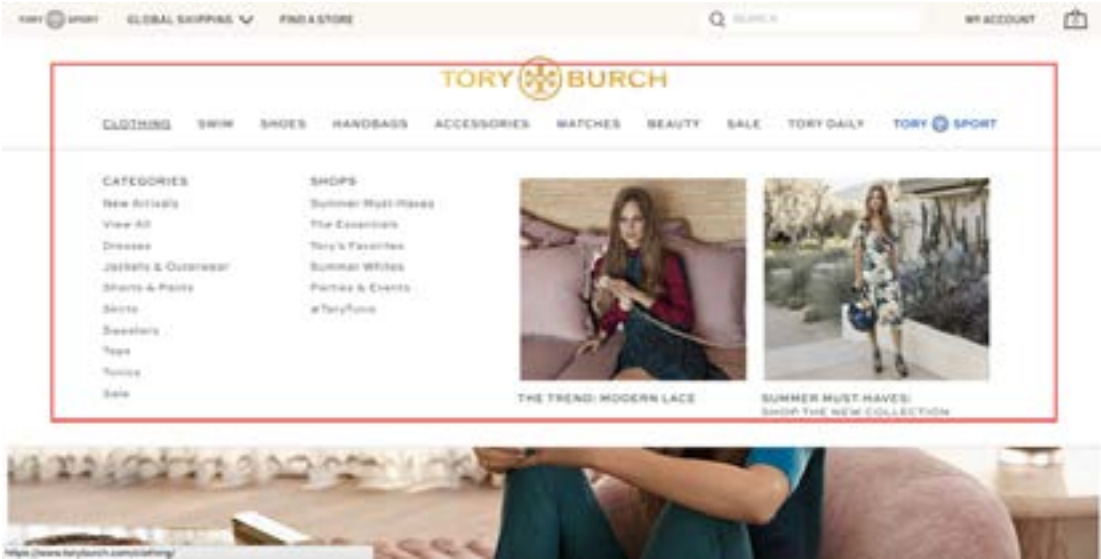 TORY SPORT GLOBAL SHIPPING FIND A STORE SEARCH MY ACCOUNT
TORY BURCH
CLOTHING SWIM SHOES HANDBAGS ACCESSORIES WATCHES BEAUTY SALE TORY DAILY TORY SPORT
CATEGORIES
New Arrivals
View All
Dresses
Jackets & Outerwear
Shorts & Pants
Skirts
Sweaters
Tops
Tunics
Sale
SHOPS
Summer Must-Haves
The Essentials
Tory's Favorites
Summer Whites
Parties & Events
#ToryTunic
THE TREND: MODERN LACE
SUMMER MUST-HAVES:
SHOP THE NEW COLLECTION
https://www.toryburch.com/clothing/